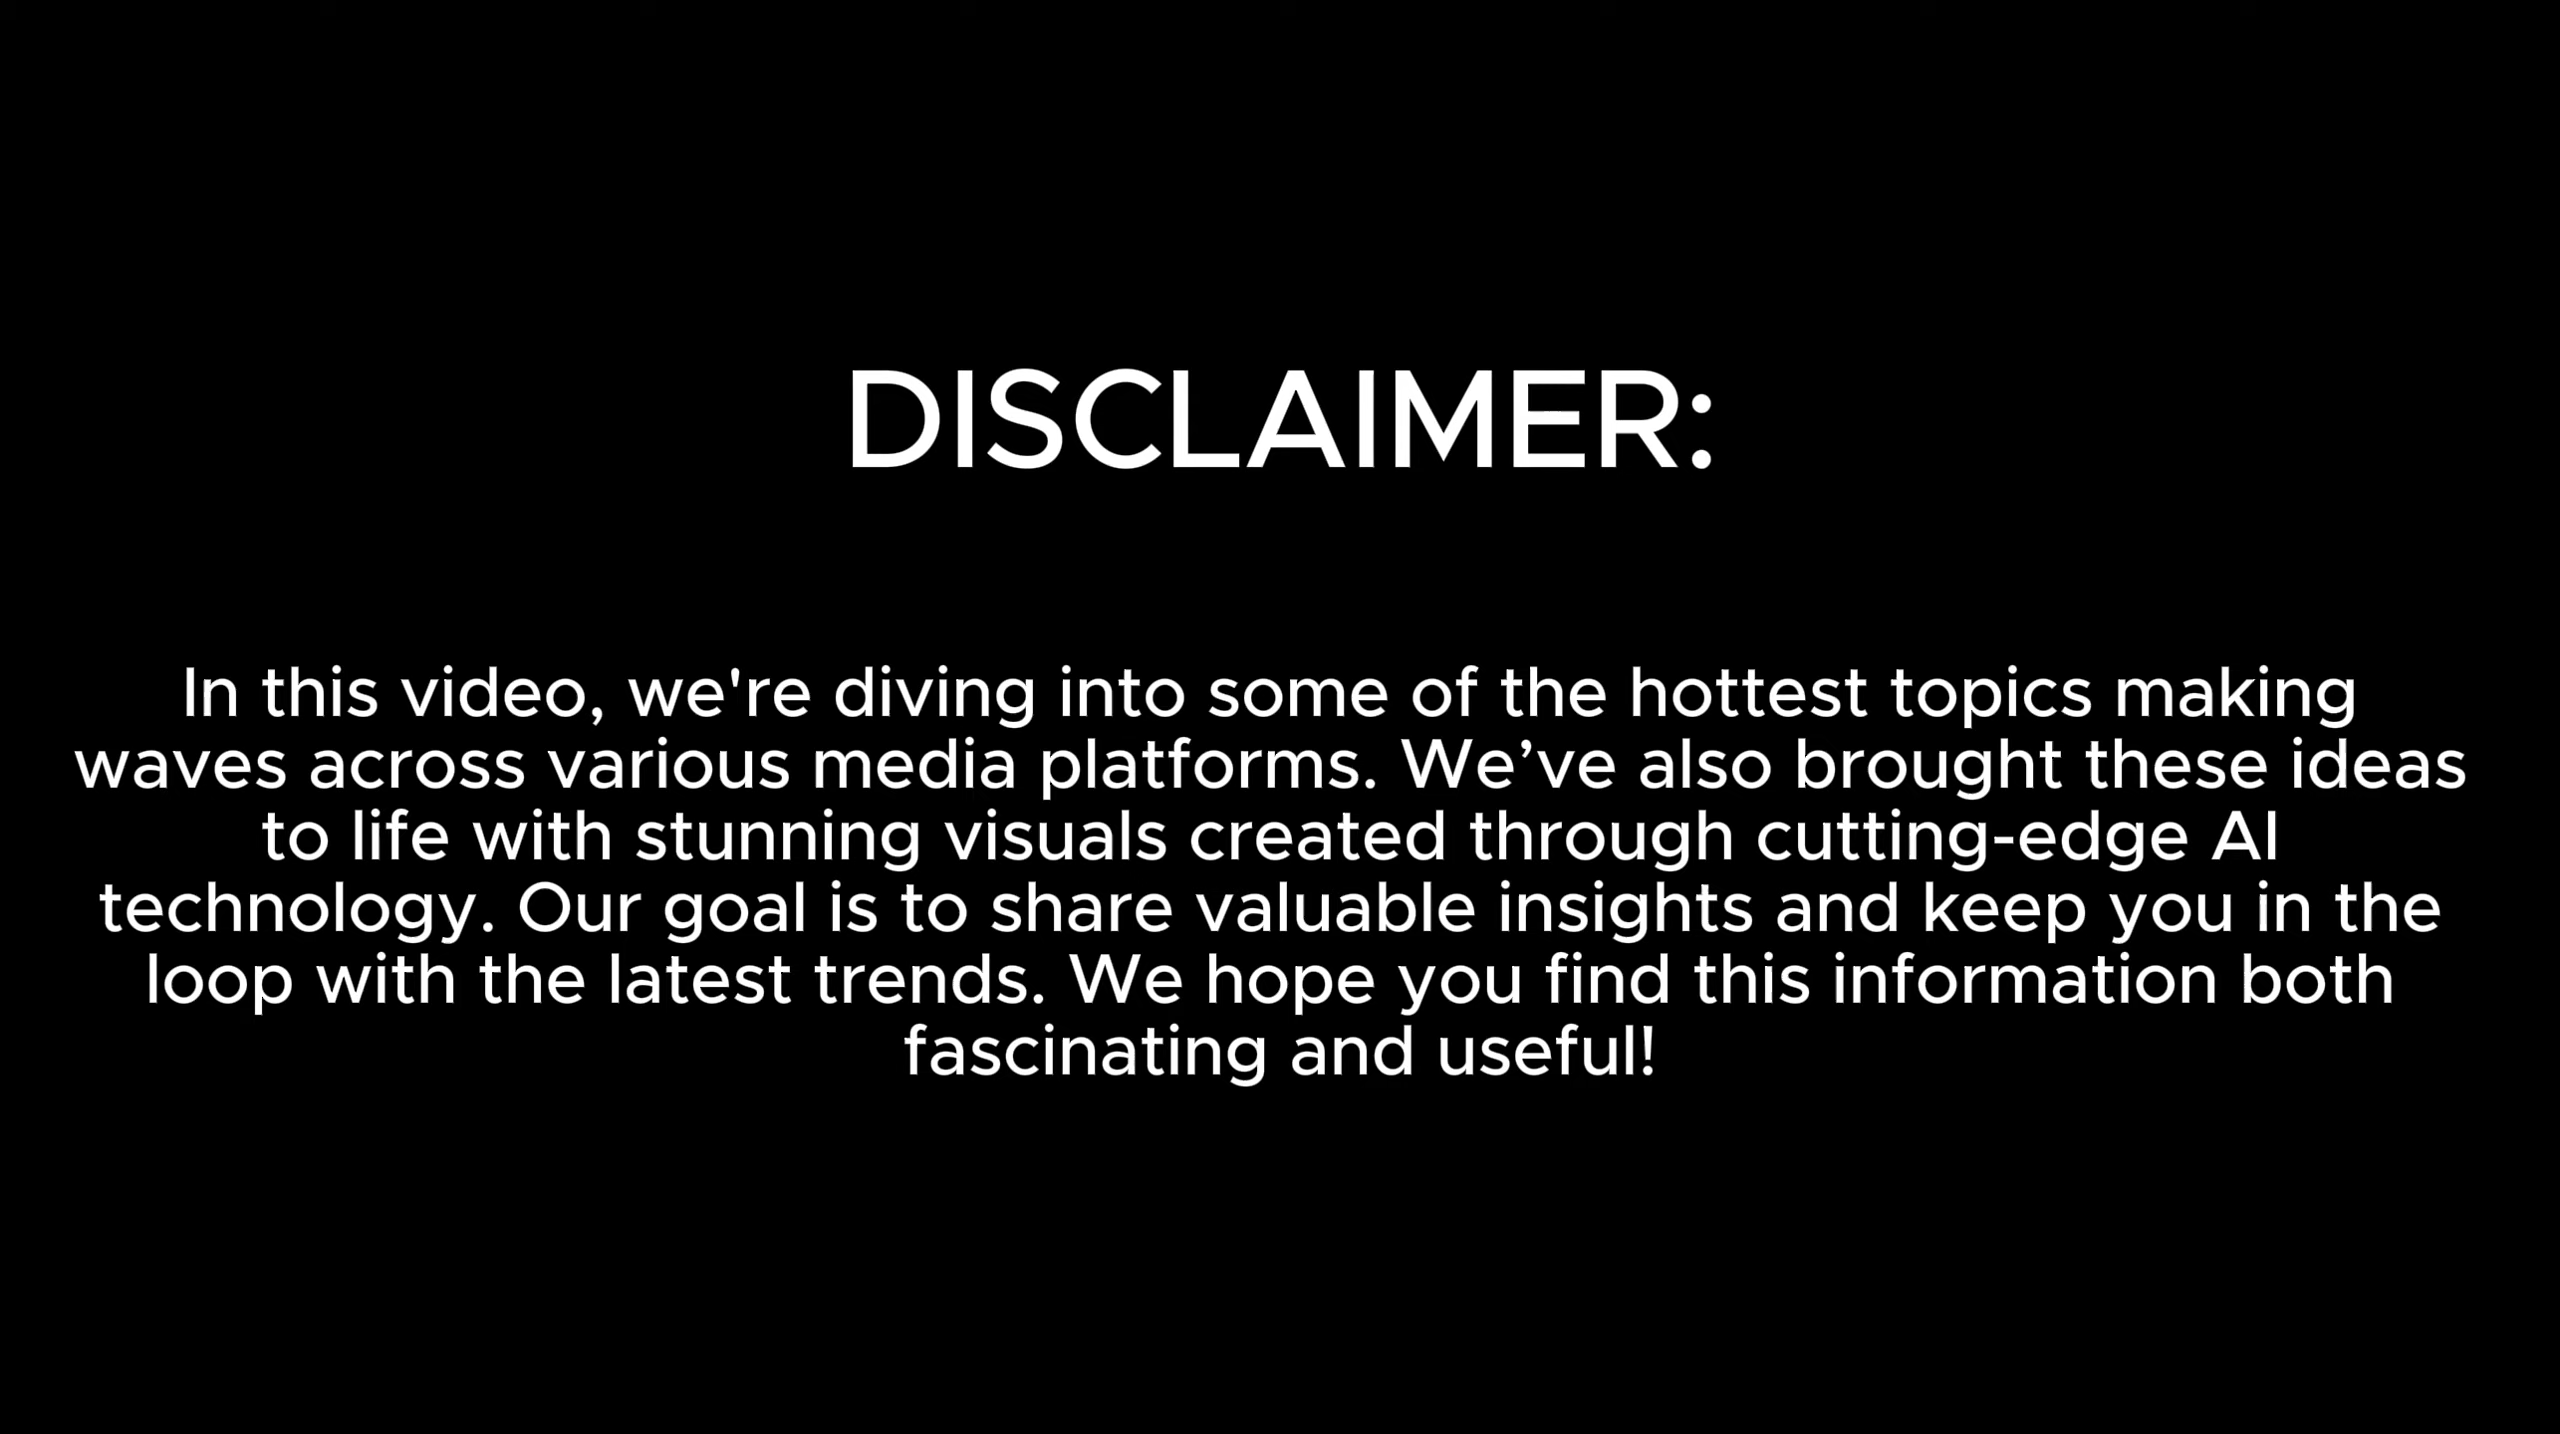 DISCLAIMER:
In this video, we're diving into some of the hottest topics making
waves across various media platforms. We’ve also brought these ideas
to life with stunning visuals created through cutting-edge AI
technology. Our goal is to share valuable insights and keep you in the
loop with the latest trends. We hope you find this information both
fascinating and useful!